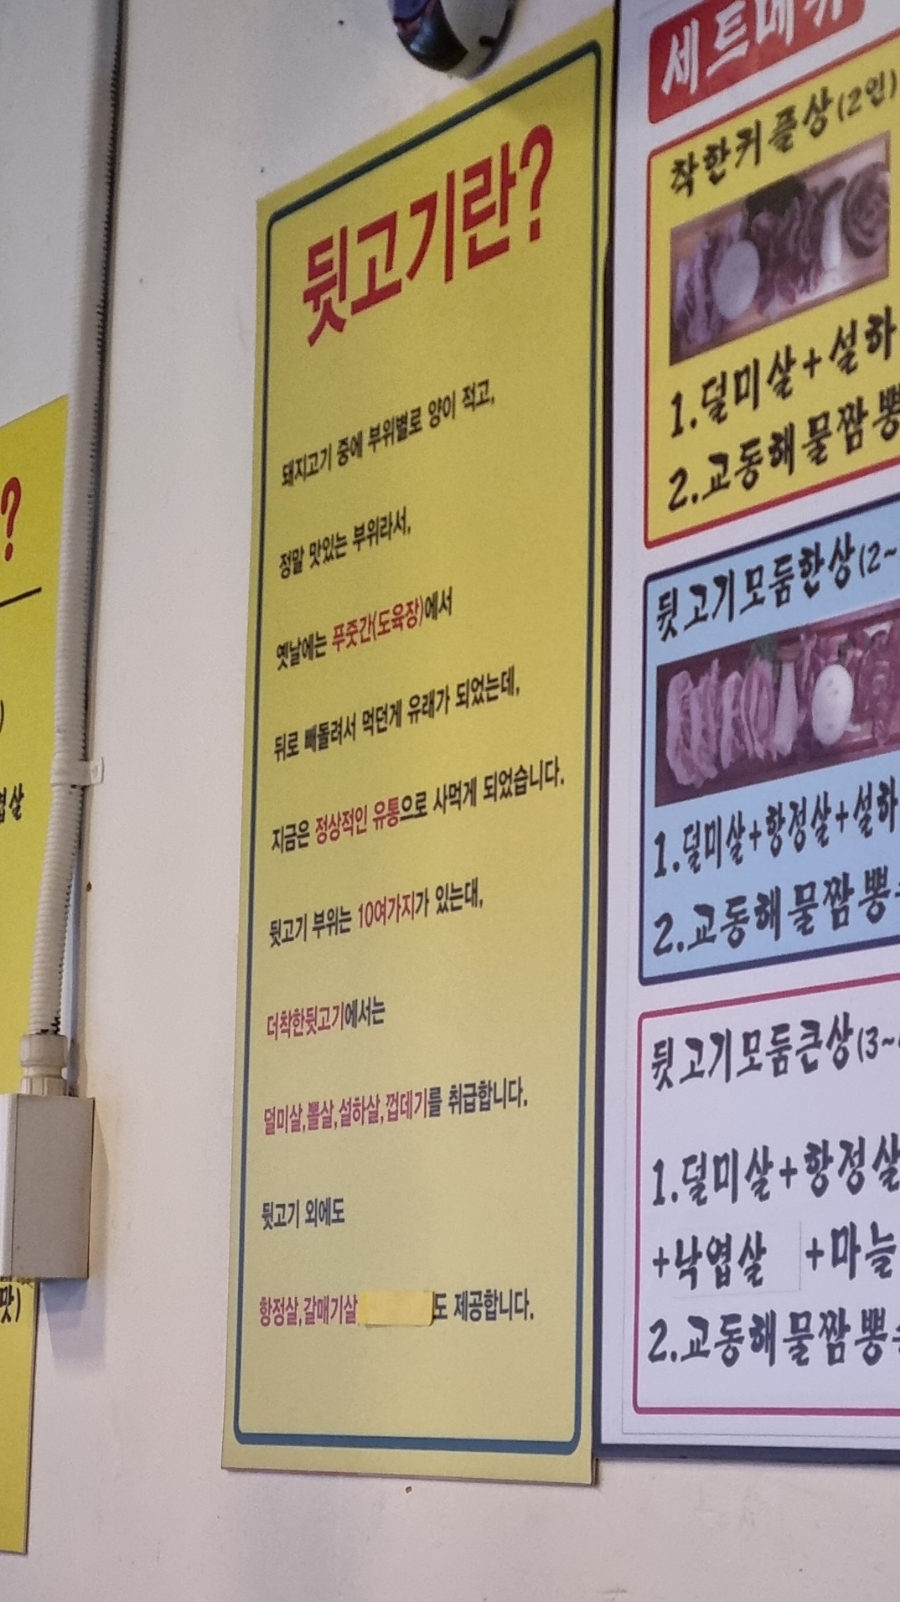 뒷고기란?
돼지고기 중에 부위별로 양이 적고,
정말 맛있는 부위라서,
옛날에는 푸줏간(도육장)에서
뒤로 빼돌려서 먹던게 유래가 되었는데,
지금은 정상적인 유통으로 사먹게 되었습니다.
뒷고기 부위는 10여가지가 있는대,
더착한뒷고기에서는
덜미살,뽈살,설하살,껍데기를 취급합니다.
뒷고기 외에도
항정살,갈매기살 도 제공합니다.
세트메뉴
착한커플상(2인)
1.덜미살+설하
2.교동해물짬뽕
뒷고기모둠한상(2~
1.덜미살+항정살+설하
2.교동해물짬뽕
뒷고기모둠큰상(3~
1.덜미살+항정살
+낙엽살 +마늘
2.교동해물짬뽕
?
)
엽살
맛)